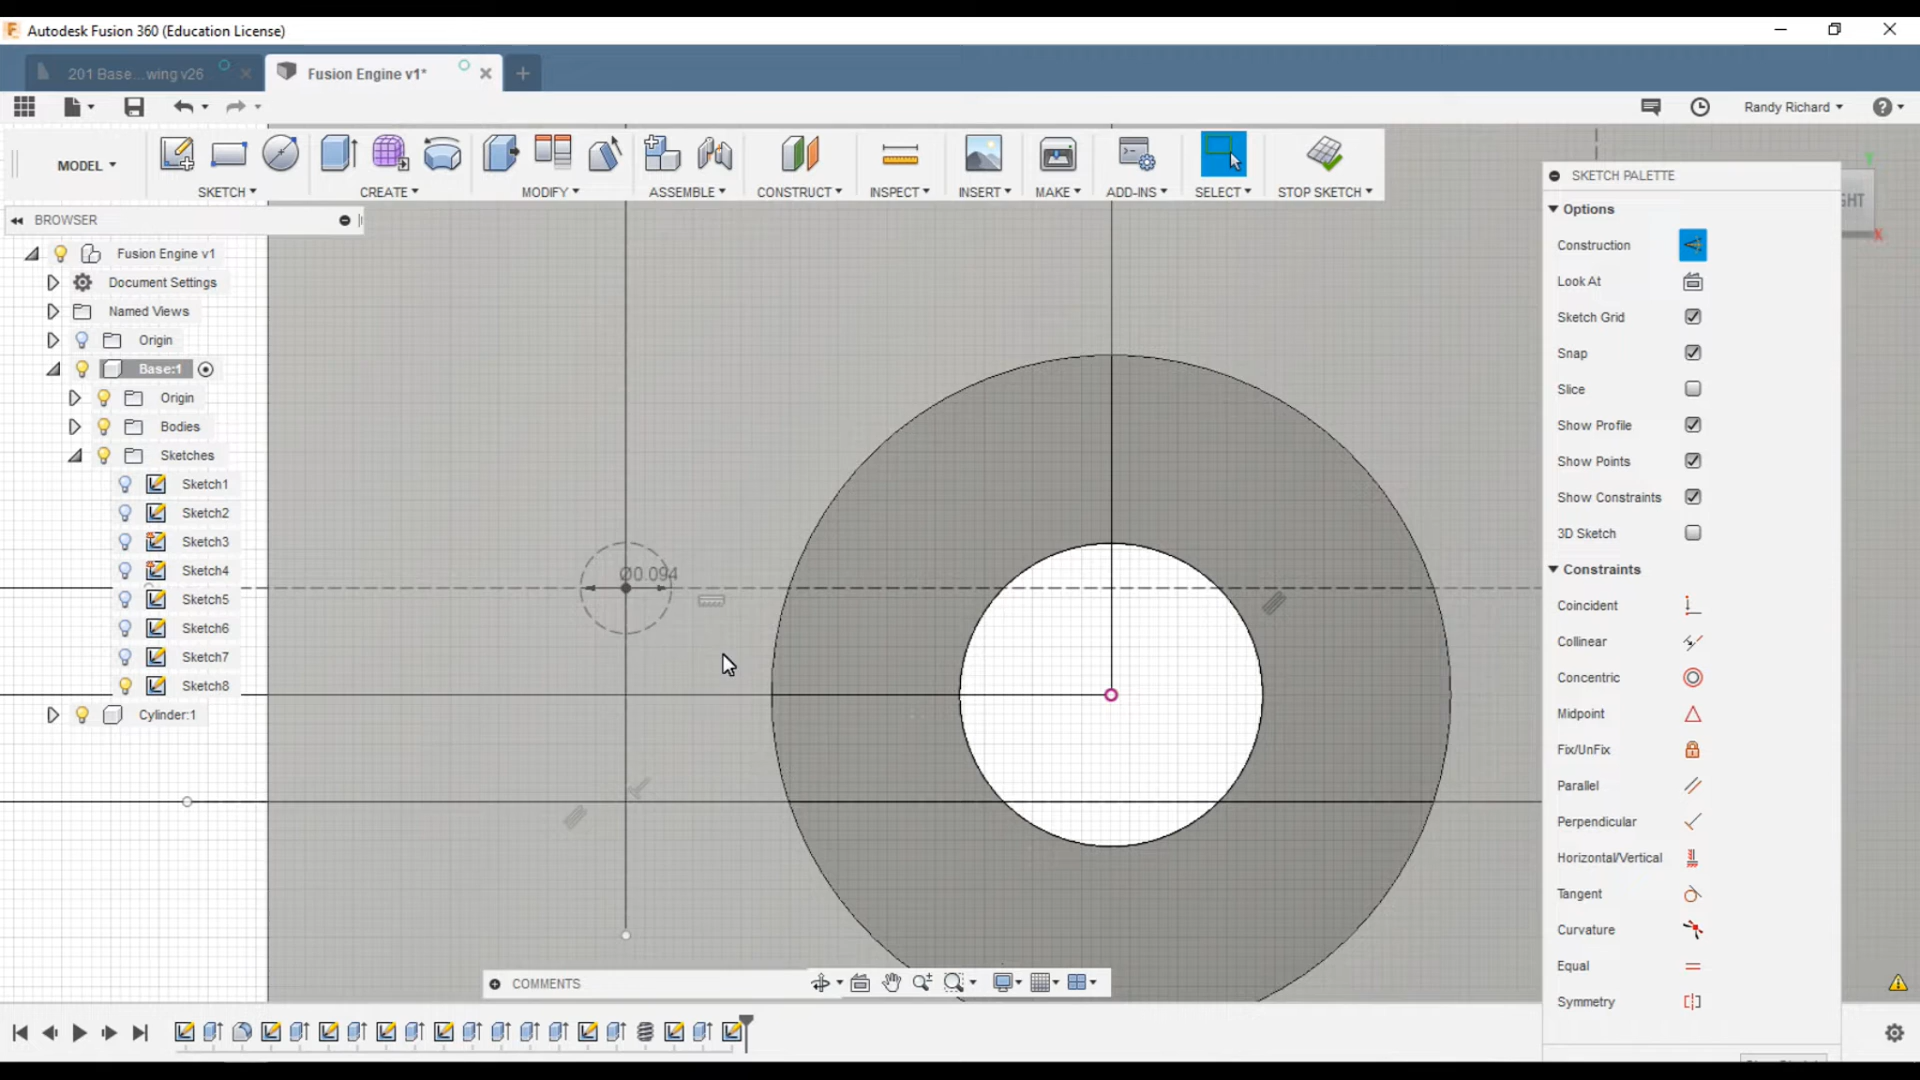 Autodesk Fusion 360 (Education License)
201 Base...wing v26
Fusion Engine v1*
Randy Richard
MODEL
SKETCH
CREATE
MODIFY
ASSEMBLE
CONSTRUCT
INSPECT
INSERT
MAKE
ADD-INS
SELECT
STOP SKETCH
BROWSER
Fusion Engine v1
Document Settings
Named Views
Origin
Base:1
Origin
Bodies
Sketches
Sketch1
Sketch2
Sketch3
Sketch4
Sketch5
Sketch6
Sketch7
Sketch8
Cylinder:1
Ø0.094
SKETCH PALETTE
Options
Construction
Look At
Sketch Grid
Snap
Slice
Show Profile
Show Points
Show Constraints
3D Sketch
Constraints
Coincident
Collinear
Concentric
Midpoint
Fix/UnFix
Parallel
Perpendicular
Horizontal/Vertical
Tangent
Curvature
Equal
Symmetry
X
COMMENTS